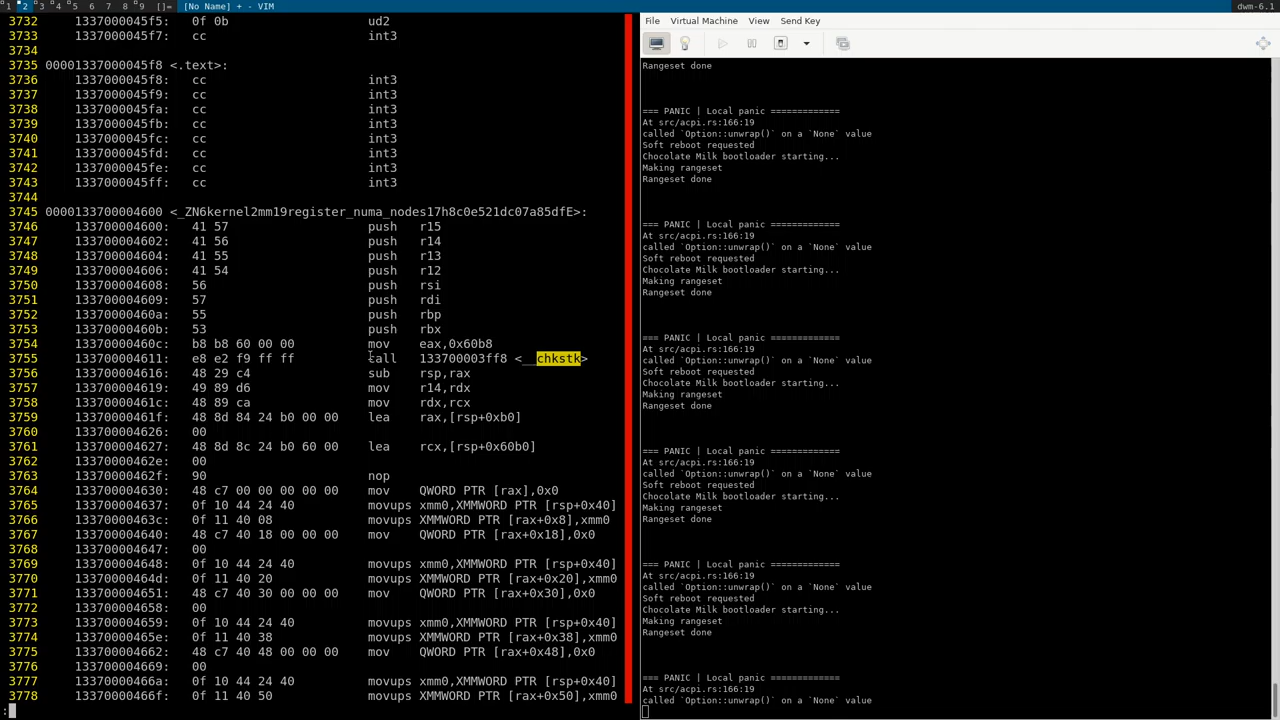 1 2 3 4 5 6 7 8 9 []= [No Name] + - VIM dwm-6.1
3732 1337000045f5: 0f 0b ud2
3733 1337000045f7: cc int3
3734
3735 00001337000045f8 <.text>:
3736 1337000045f8: cc int3
3737 1337000045f9: cc int3
3738 1337000045fa: cc int3
3739 1337000045fb: cc int3
3740 1337000045fc: cc int3
3741 1337000045fd: cc int3
3742 1337000045fe: cc int3
3743 1337000045ff: cc int3
3744
3745 0000133700004600 <_ZN6kernel2mm19register_numa_nodes17h8c0e521dc07a85dfE>:
3746 133700004600: 41 57 push r15
3747 133700004602: 41 56 push r14
3748 133700004604: 41 55 push r13
3749 133700004606: 41 54 push r12
3750 133700004608: 56 push rsi
3751 133700004609: 57 push rdi
3752 13370000460a: 55 push rbp
3753 13370000460b: 53 push rbx
3754 13370000460c: b8 b8 60 00 00 mov eax,0x60b8
3755 133700004611: e8 e2 f9 ff ff call 133700003ff8 <__chkstk>
3756 133700004616: 48 29 c4 sub rsp,rax
3757 133700004619: 49 89 d6 mov r14,rdx
3758 13370000461c: 48 89 ca mov rdx,rcx
3759 13370000461f: 48 8d 84 24 b0 00 00 lea rax,[rsp+0xb0]
3760 133700004626: 00
3761 133700004627: 48 8d 8c 24 b0 60 00 lea rcx,[rsp+0x60b0]
3762 13370000462e: 00
3763 13370000462f: 90 nop
3764 133700004630: 48 c7 00 00 00 00 00 mov QWORD PTR [rax],0x0
3765 133700004637: 0f 10 44 24 40 movups xmm0,XMMWORD PTR [rsp+0x40]
3766 13370000463c: 0f 11 40 08 movups XMMWORD PTR [rax+0x8],xmm0
3767 133700004640: 48 c7 40 18 00 00 00 mov QWORD PTR [rax+0x18],0x0
3768 133700004647: 00
3769 133700004648: 0f 10 44 24 40 movups xmm0,XMMWORD PTR [rsp+0x40]
3770 13370000464d: 0f 11 40 20 movups XMMWORD PTR [rax+0x20],xmm0
3771 133700004651: 48 c7 40 30 00 00 00 mov QWORD PTR [rax+0x30],0x0
3772 133700004658: 00
3773 133700004659: 0f 10 44 24 40 movups xmm0,XMMWORD PTR [rsp+0x40]
3774 13370000465e: 0f 11 40 38 movups XMMWORD PTR [rax+0x38],xmm0
3775 133700004662: 48 c7 40 48 00 00 00 mov QWORD PTR [rax+0x48],0x0
3776 133700004669: 00
3777 13370000466a: 0f 10 44 24 40 movups xmm0,XMMWORD PTR [rsp+0x40]
3778 13370000466f: 0f 11 40 50 movups XMMWORD PTR [rax+0x50],xmm0
:
File Virtual Machine View Send Key
Rangeset done
=== PANIC | Local panic =============
At src/acpi.rs:166:19
called `Option::unwrap()` on a `None` value
Soft reboot requested
Chocolate Milk bootloader starting...
Making rangeset
Rangeset done
=== PANIC | Local panic =============
At src/acpi.rs:166:19
called `Option::unwrap()` on a `None` value
Soft reboot requested
Chocolate Milk bootloader starting...
Making rangeset
Rangeset done
=== PANIC | Local panic =============
At src/acpi.rs:166:19
called `Option::unwrap()` on a `None` value
Soft reboot requested
Chocolate Milk bootloader starting...
Making rangeset
Rangeset done
=== PANIC | Local panic =============
At src/acpi.rs:166:19
called `Option::unwrap()` on a `None` value
Soft reboot requested
Chocolate Milk bootloader starting...
Making rangeset
Rangeset done
=== PANIC | Local panic =============
At src/acpi.rs:166:19
called `Option::unwrap()` on a `None` value
Soft reboot requested
Chocolate Milk bootloader starting...
Making rangeset
Rangeset done
=== PANIC | Local panic =============
At src/acpi.rs:166:19
called `Option::unwrap()` on a `None` value